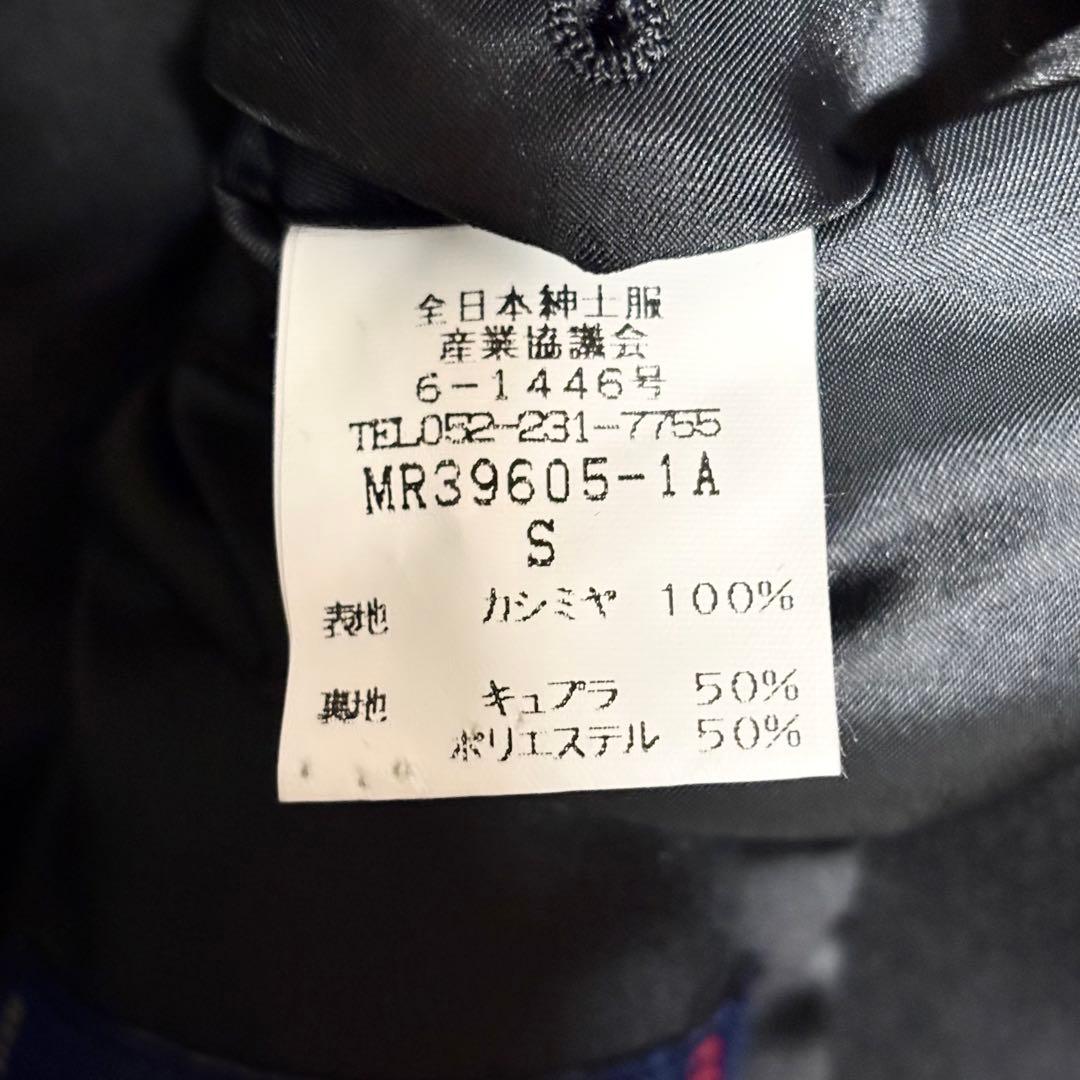 全日本紳士服
産業協議会
6-1446号
TEL052-231-7755
MR39605-1A
S
表地 カシミヤ 100%
裏地 キュプラ 50%
ポリエステル 50%